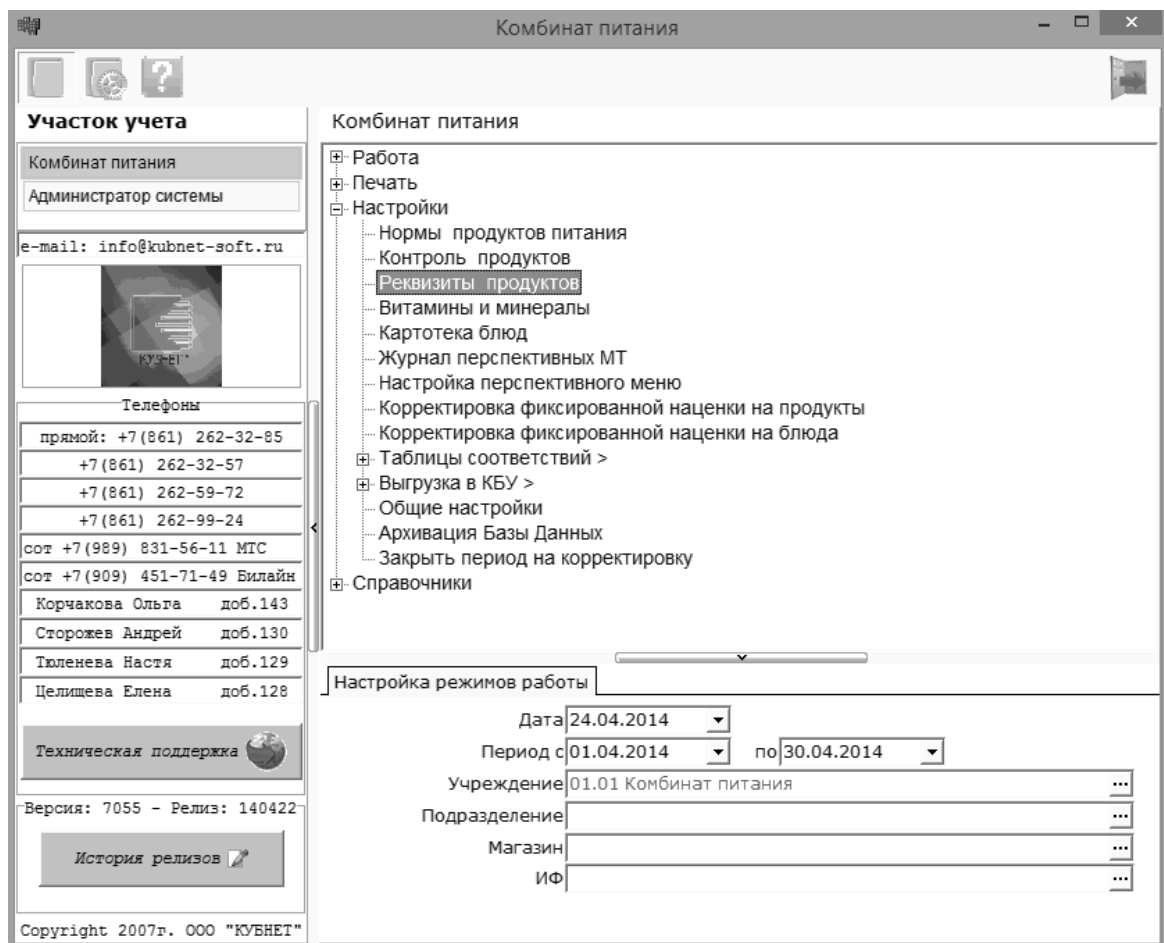 Комбинат питания
Участок учета
Комбинат питания
Администратор системы
e-mail: info@kubnet-soft.ru
КУБНЕТ
Телефоны
прямой: +7(861) 262-32-85
+7(861) 262-32-57
+7(861) 262-59-72
+7(861) 262-99-24
сот +7(989) 831-56-11 МТС
сот +7(909) 451-71-49 Билайн
Корчакова Ольга доб.143
Сторожев Андрей доб.130
Тюленева Настя доб.129
Целищева Елена доб.128
Техническая поддержка
Версия: 7055 - Релиз: 140422
История релизов
Copyright 2007г. ООО "КУБНЕТ"
Комбинат питания
Работа
Печать
Настройки
Нормы продуктов питания
Контроль продуктов
Реквизиты продуктов
Витамины и минералы
Картотека блюд
Журнал перспективных МТ
Настройка перспективного меню
Корректировка фиксированной наценки на продукты
Корректировка фиксированной наценки на блюда
Таблицы соответствий >
Выгрузка в КБУ >
Общие настройки
Архивация Базы Данных
Закрыть период на корректировку
Справочники
Настройка режимов работы
Дата 24.04.2014
Период с 01.04.2014 по 30.04.2014
Учреждение 01.01 Комбинат питания ...
Подразделение ...
Магазин ...
ИФ ...